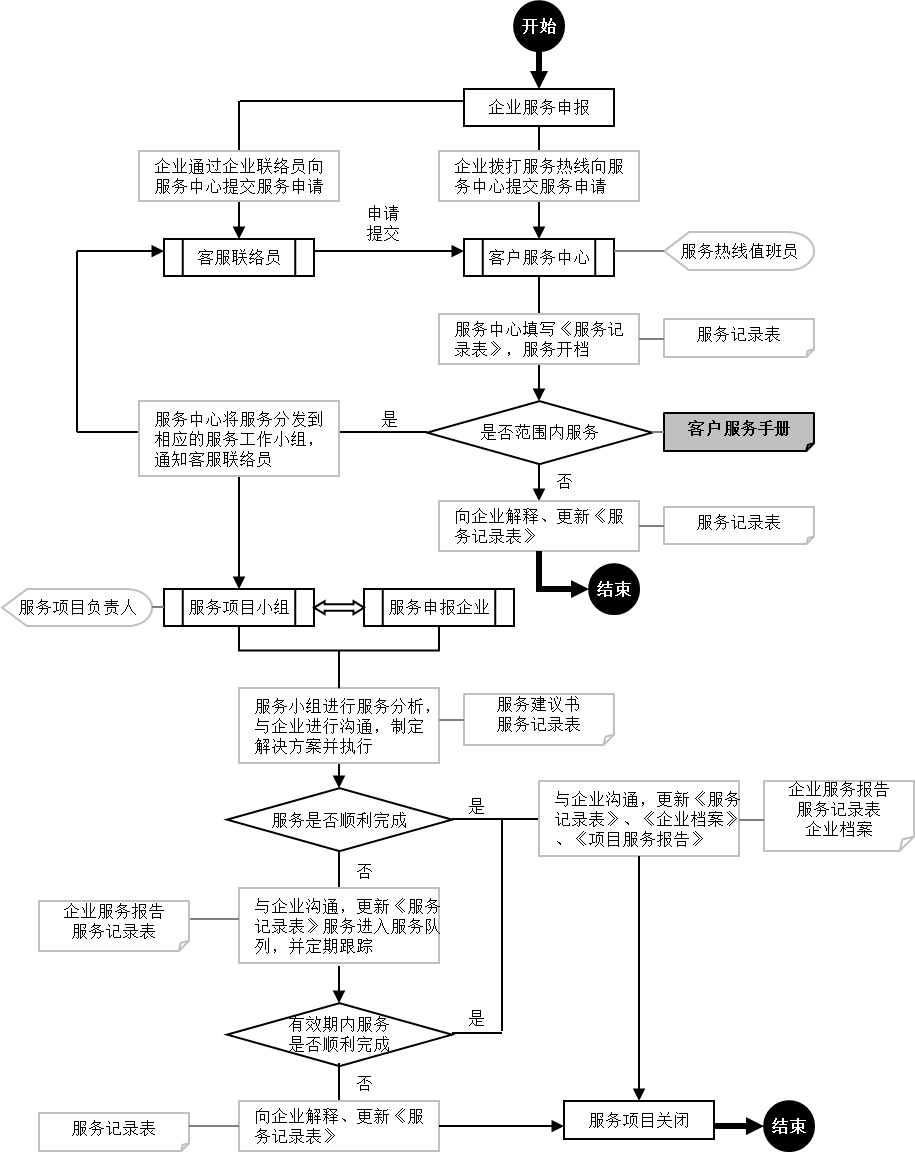 开始
企业服务申报
企业通过企业联络员向
服务中心提交服务申请
企业拨打服务热线向服
务中心提交服务申请
申请
提交
客服联络员
客户服务中心
服务热线值班员
服务中心填写《服务记
录表》，服务开档
服务记录表
服务中心将服务分发到
相应的服务工作小组，
通知客服联络员
是
是否范围内服务
客户服务手册
否
向企业解释、更新《服
务记录表》
服务记录表
结束
服务项目负责人
服务项目小组
服务申报企业
服务小组进行服务分析，
与企业进行沟通，制定
解决方案并执行
服务建议书
服务记录表
服务是否顺利完成
是
与企业沟通，更新《服务
记录表》、《企业档案》
、《项目服务报告》
企业服务报告
服务记录表
企业档案
否
企业服务报告
服务记录表
与企业沟通，更新《服务
记录表》服务进入服务队
列，并定期跟踪
有效期内服务
是否顺利完成
是
否
服务记录表
向企业解释、更新《服
务记录表》
服务项目关闭
结束